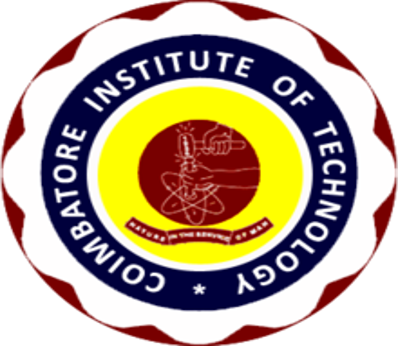 COIMBATORE INSTITUTE OF TECHNOLOGY *
NATURE IN THE SERVICE OF MAN